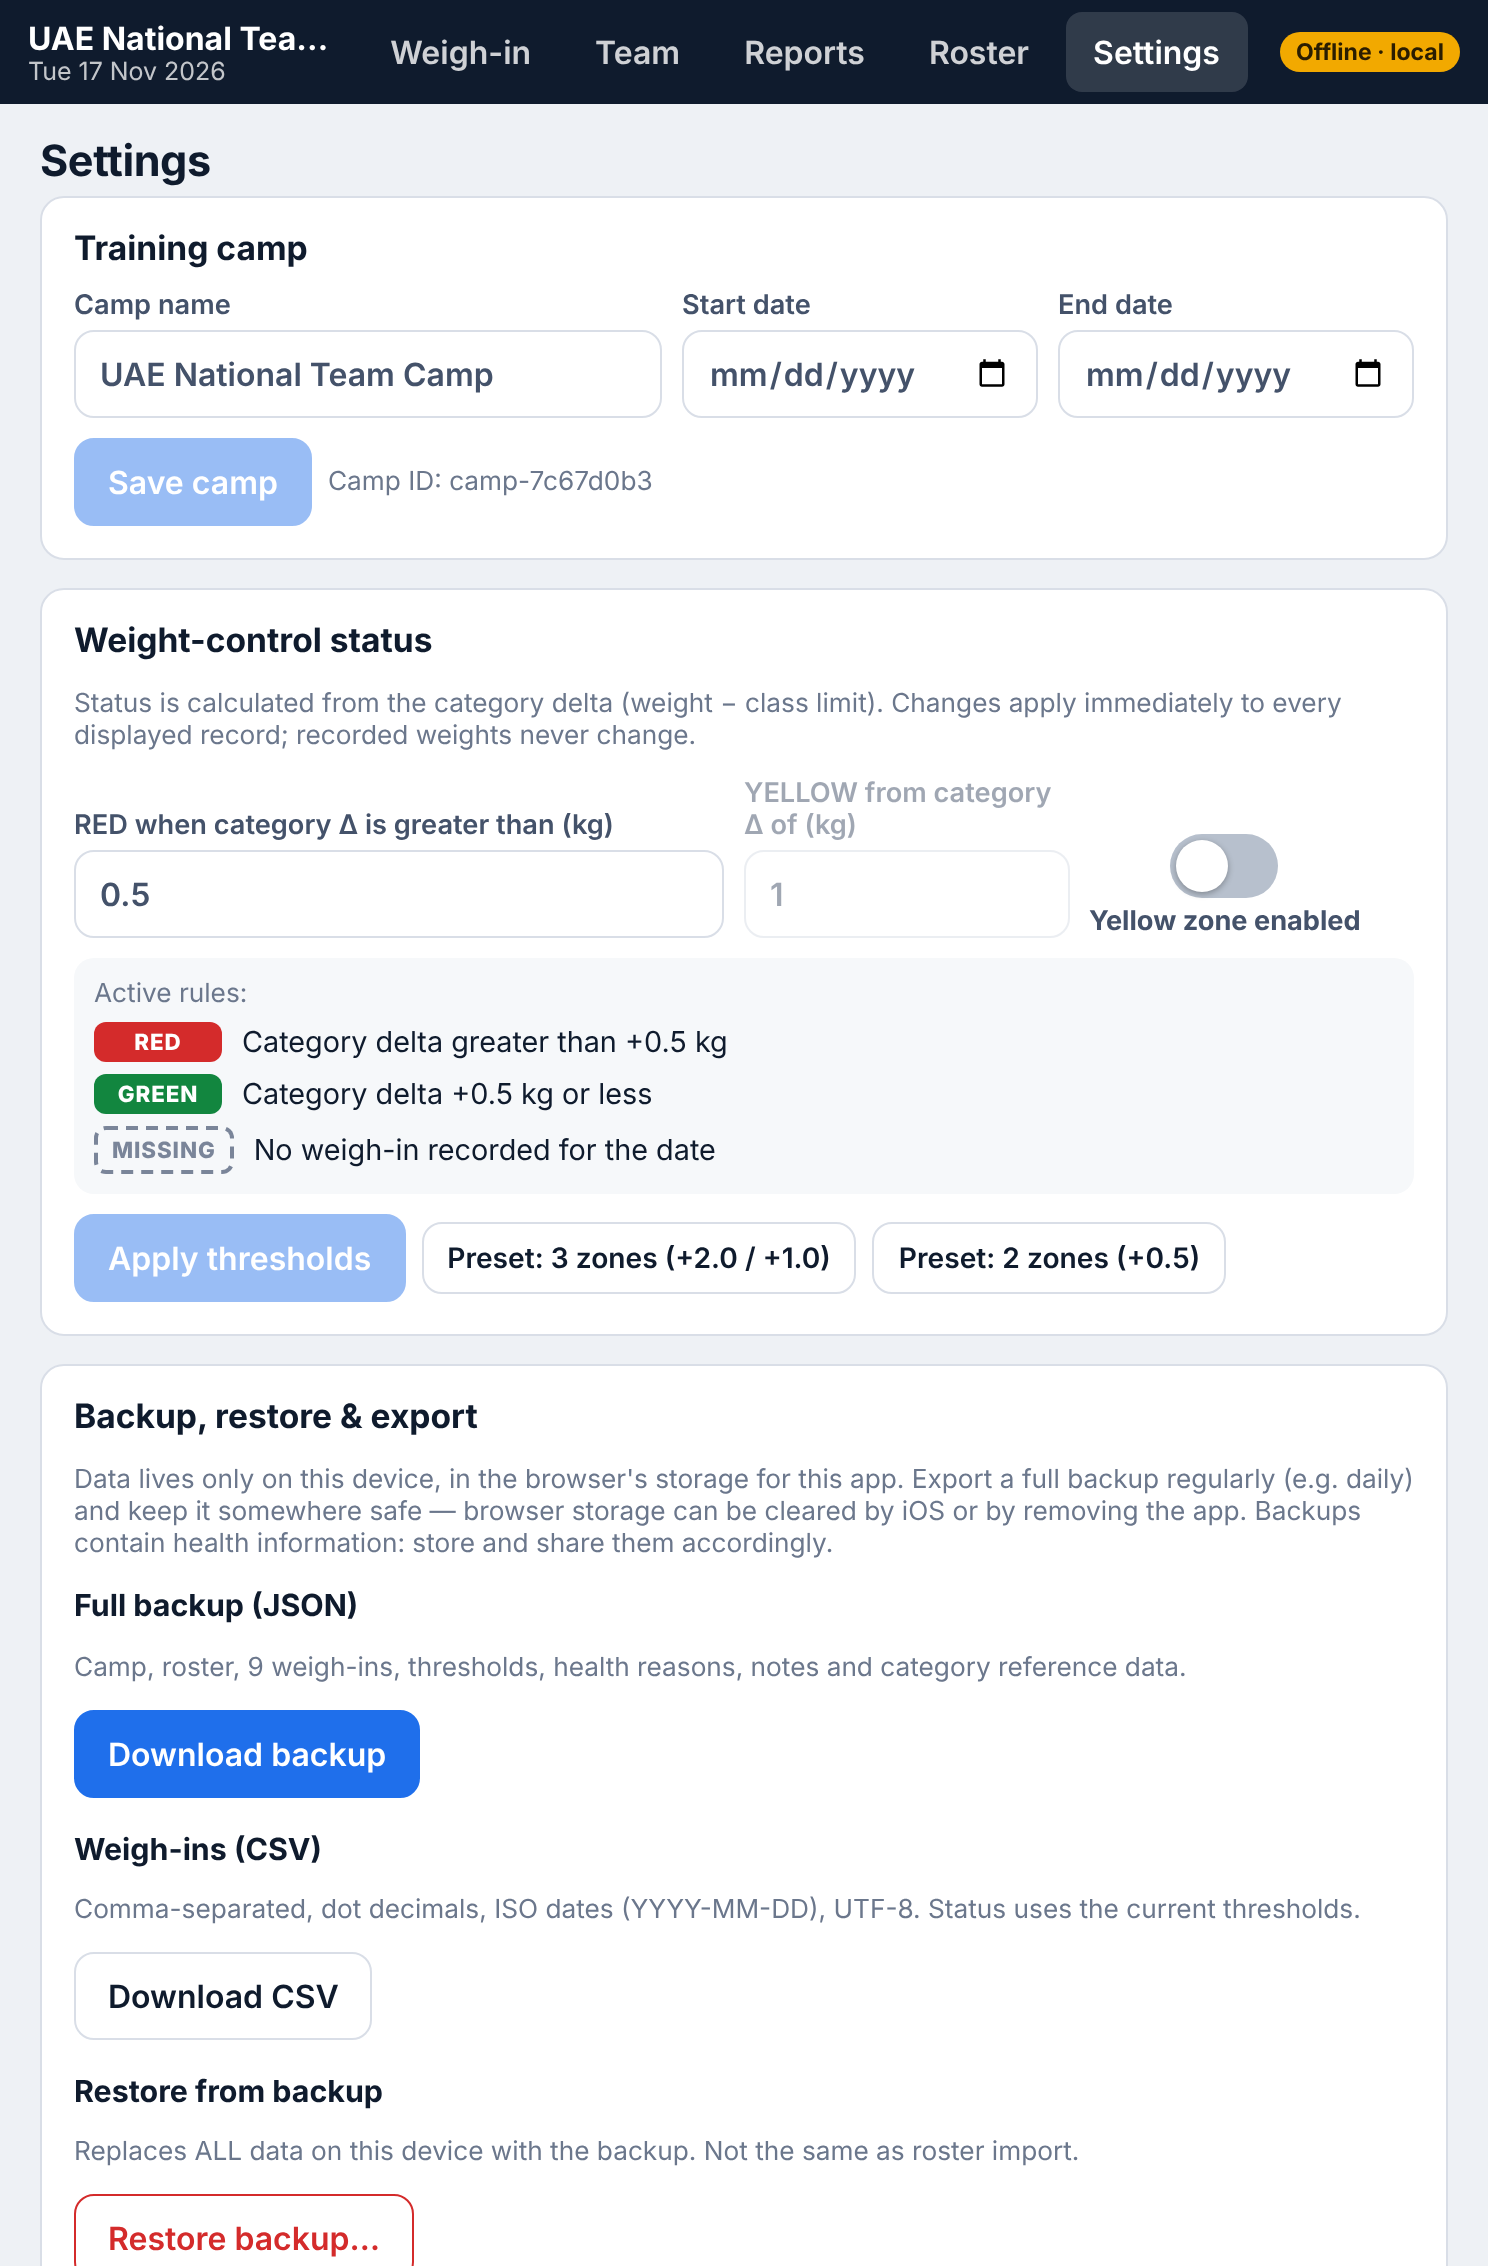 UAE National Tea...
Tue 17 Nov 2026
Weigh-in
Team
Reports
Roster
Settings
Offline · local
Settings
Training camp
Camp name
Start date
End date
UAE National Team Camp
mm/dd/yyyy
mm/dd/yyyy
Save camp
Camp ID: camp-7c67d0b3
Weight-control status
Status is calculated from the category delta (weight − class limit). Changes apply immediately to every
displayed record; recorded weights never change.
RED when category Δ is greater than (kg)
YELLOW from category
Δ of (kg)
0.5
1
Yellow zone enabled
Active rules:
RED Category delta greater than +0.5 kg
GREEN Category delta +0.5 kg or less
MISSING No weigh-in recorded for the date
Apply thresholds
Preset: 3 zones (+2.0 / +1.0)
Preset: 2 zones (+0.5)
Backup, restore & export
Data lives only on this device, in the browser's storage for this app. Export a full backup regularly (e.g. daily)
and keep it somewhere safe — browser storage can be cleared by iOS or by removing the app. Backups
contain health information: store and share them accordingly.
Full backup (JSON)
Camp, roster, 9 weigh-ins, thresholds, health reasons, notes and category reference data.
Download backup
Weigh-ins (CSV)
Comma-separated, dot decimals, ISO dates (YYYY-MM-DD), UTF-8. Status uses the current thresholds.
Download CSV
Restore from backup
Replaces ALL data on this device with the backup. Not the same as roster import.
Restore backup...